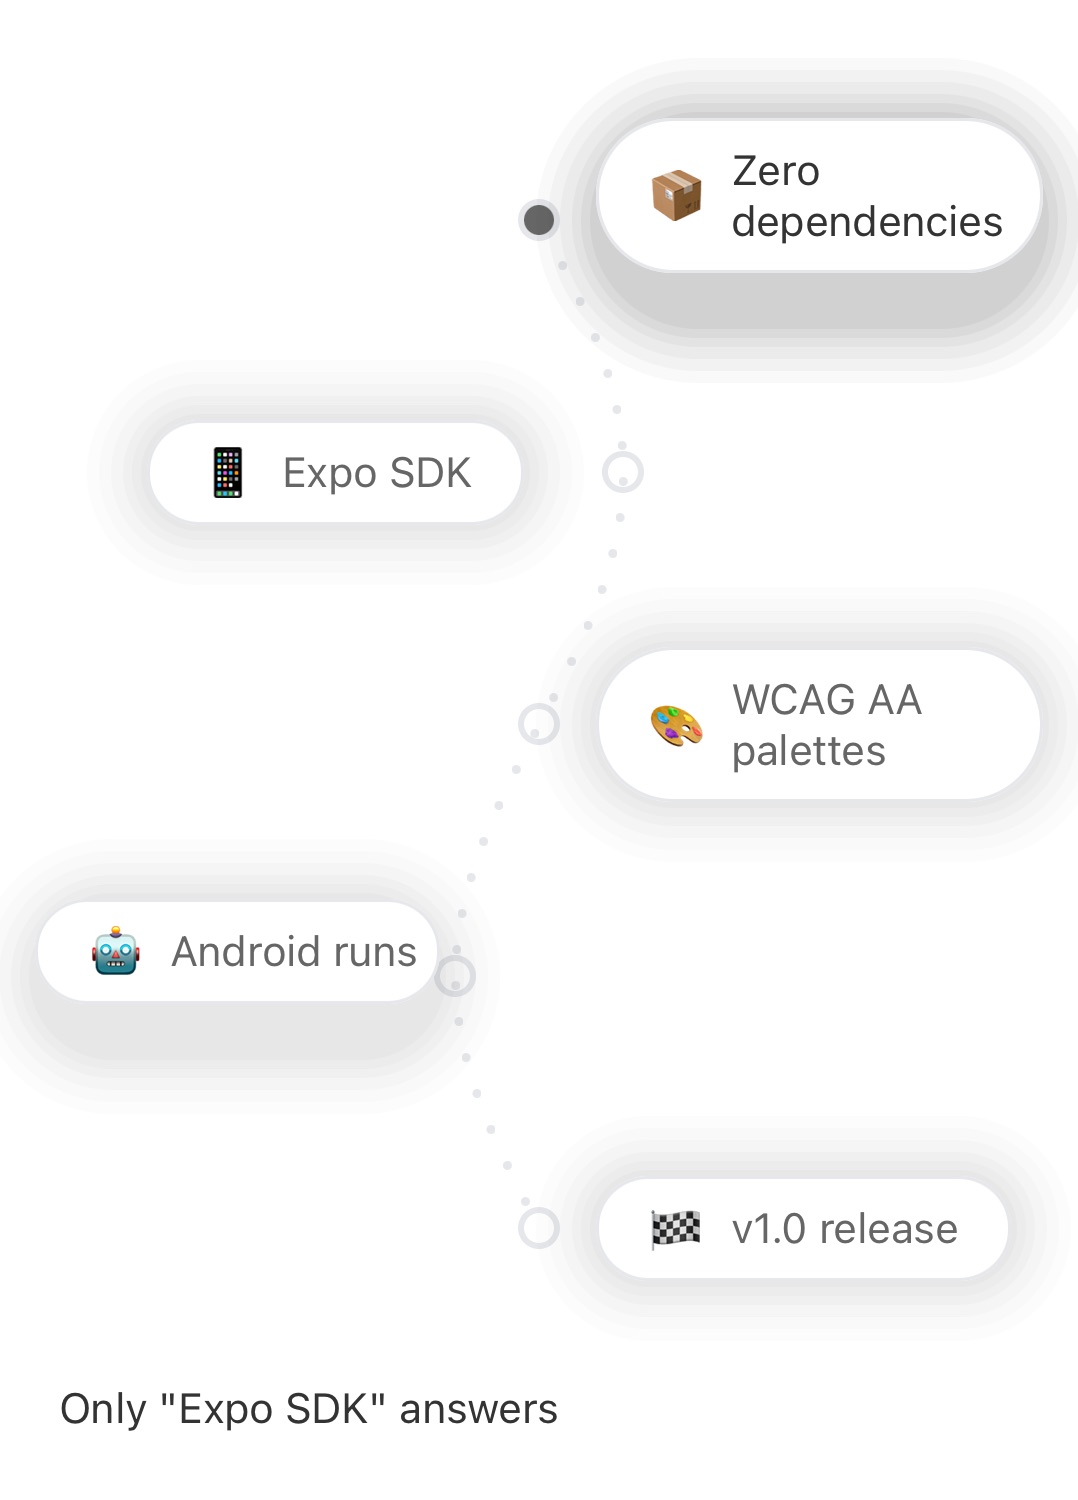 Zero
dependencies
Expo SDK
WCAG AA
palettes
Android runs
v1.0 release
Only "Expo SDK" answers